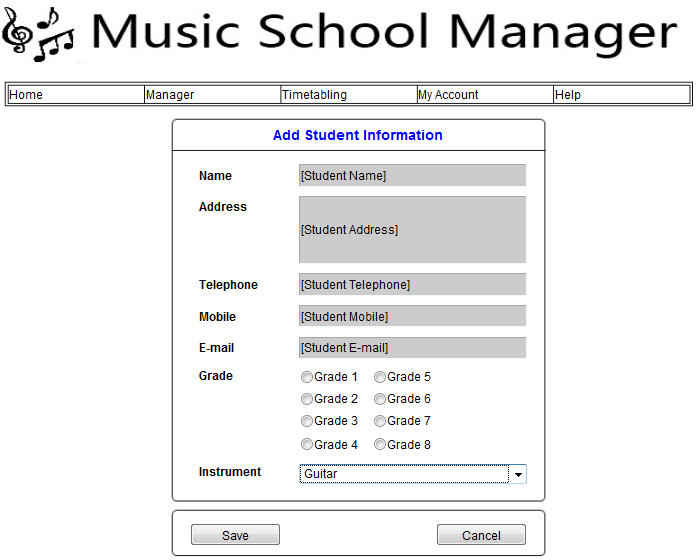 Music School Manager
Home Manager Timetabling My Account Help
Add Student Information
Name [Student Name]
Address [Student Address]
Telephone [Student Telephone]
Mobile [Student Mobile]
E-mail [Student E-mail]
Grade Grade 1 Grade 5
Grade 2 Grade 6
Grade 3 Grade 7
Grade 4 Grade 8
Instrument Guitar
Save Cancel